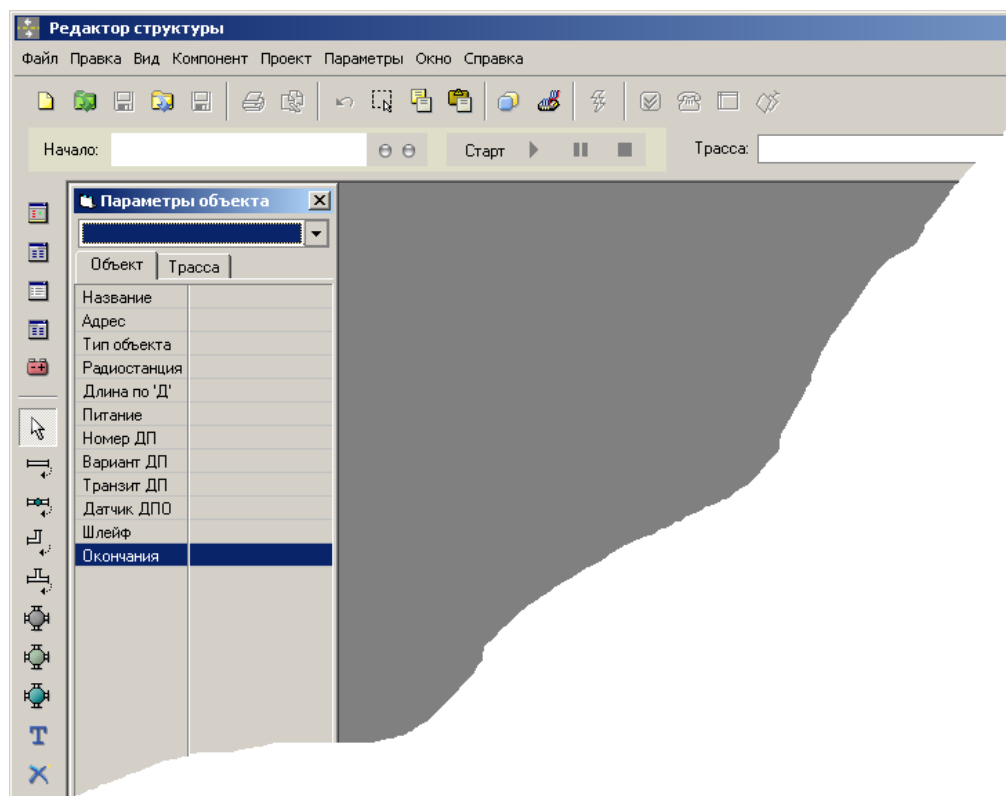 Редактор структуры
Файл Правка Вид Компонент Проект Параметры Окно Справка
Начало: Старт Трасса:
Параметры объекта
Объект Трасса
Название
Адрес
Тип объекта
Радиостанция
Длина по 'Д'
Питание
Номер ДП
Вариант ДП
Транзит ДП
Датчик ДПО
Шлейф
Окончания
T